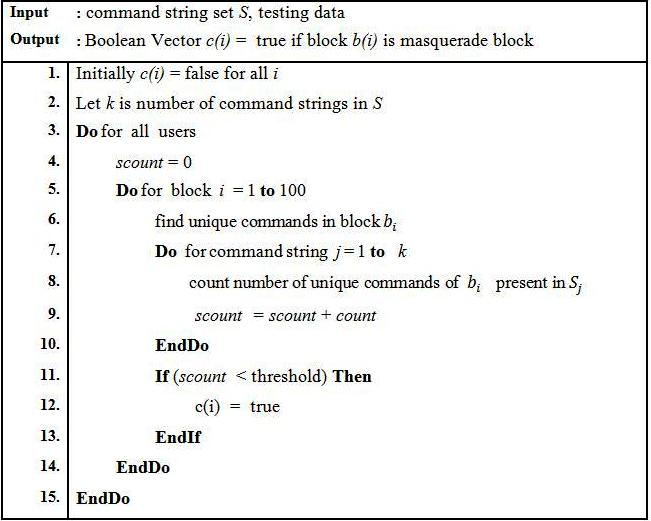 Input : command string set S, testing data
Output : Boolean Vector c(i) = true if block b(i) is masquerade block
1. Initially c(i) = false for all i
2. Let k is number of command strings in S
3. Do for all users
4. scount = 0
5. Do for block i = 1 to 100
6. find unique commands in block bᵢ
7. Do for command string j = 1 to k
8. count number of unique commands of bᵢ present in Sⱼ
9. scount = scount + count
10. EndDo
11. If (scount < threshold) Then
12. c(i) = true
13. EndIf
14. EndDo
15. EndDo